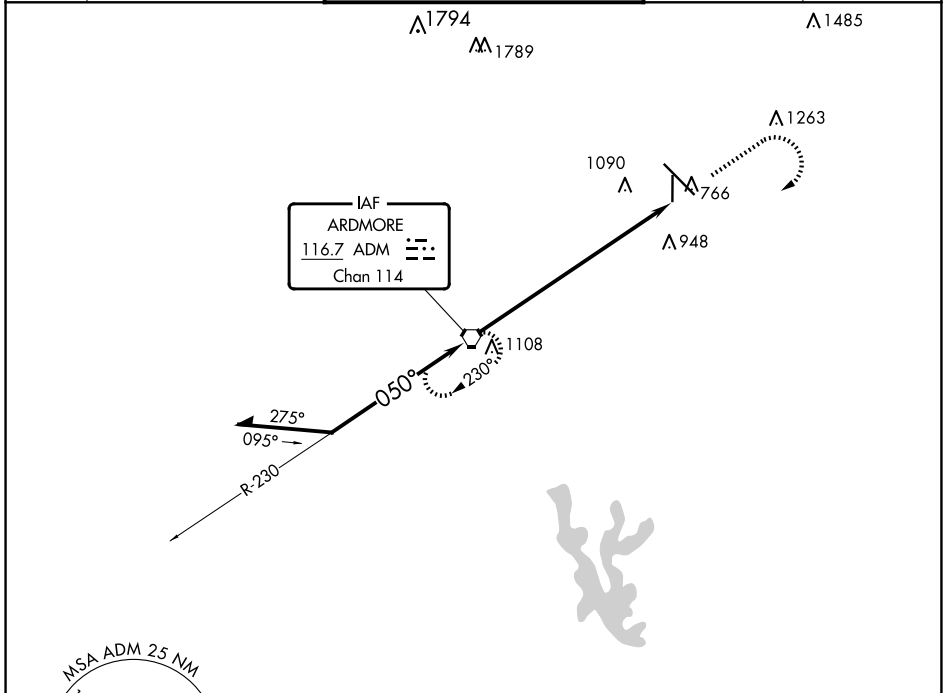 1794
1485
1789
1263
1090
766
IAF
ARDMORE
116.7 ADM
Chan 114
948
1108
230°
050°
275°
095°
R-230
MSA ADM 25 NM